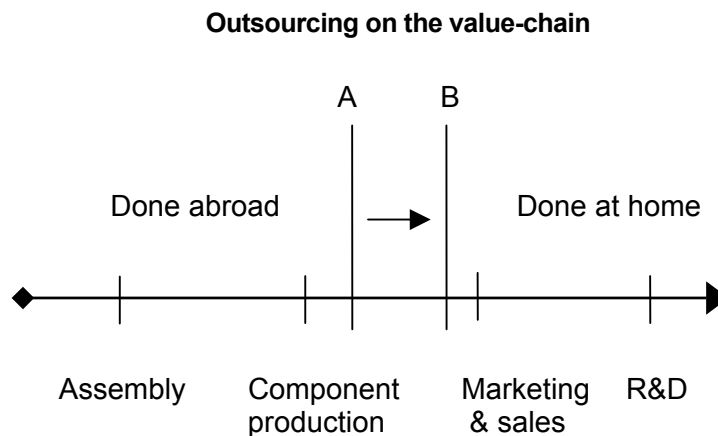 Outsourcing on the value-chain
A B
Done abroad Done at home
Assembly Component Marketing R&D
production & sales